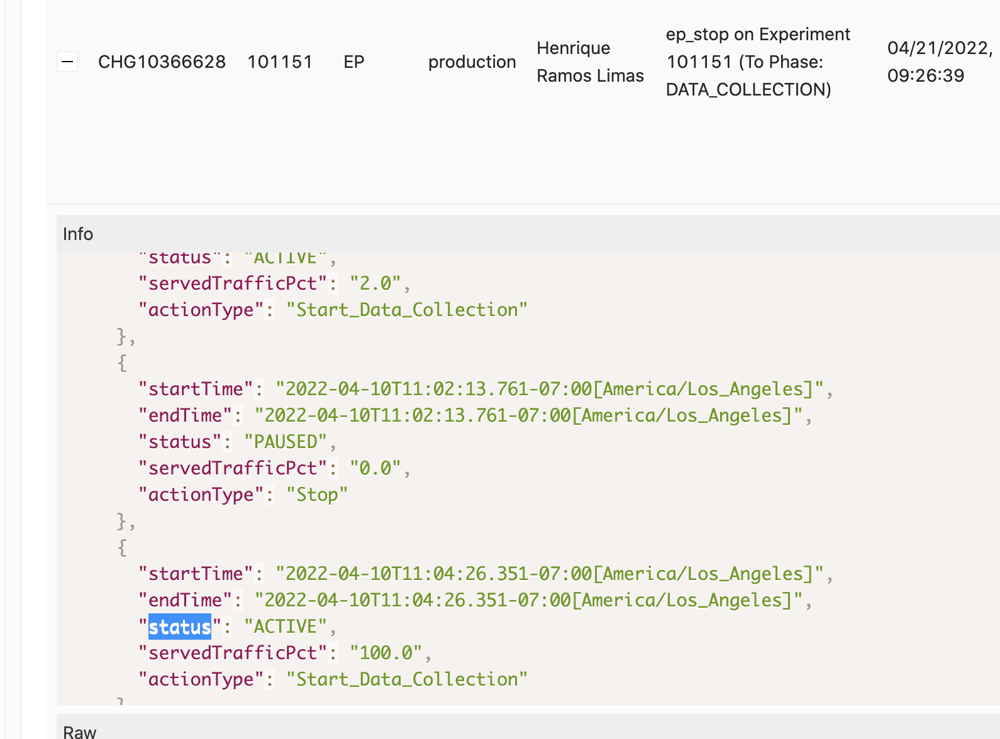 CHG10366628 101151 EP production Henrique Ramos Limas ep_stop on Experiment 101151 (To Phase: DATA_COLLECTION) 04/21/2022, 09:26:39
Info
"status": "ACTIVE",
"servedTrafficPct": "2.0",
"actionType": "Start_Data_Collection"
},
{
"startTime": "2022-04-10T11:02:13.761-07:00[America/Los_Angeles]",
"endTime": "2022-04-10T11:02:13.761-07:00[America/Los_Angeles]",
"status": "PAUSED",
"servedTrafficPct": "0.0",
"actionType": "Stop"
},
{
"startTime": "2022-04-10T11:04:26.351-07:00[America/Los_Angeles]",
"endTime": "2022-04-10T11:04:26.351-07:00[America/Los_Angeles]",
"status": "ACTIVE",
"servedTrafficPct": "100.0",
"actionType": "Start_Data_Collection"
}
Raw